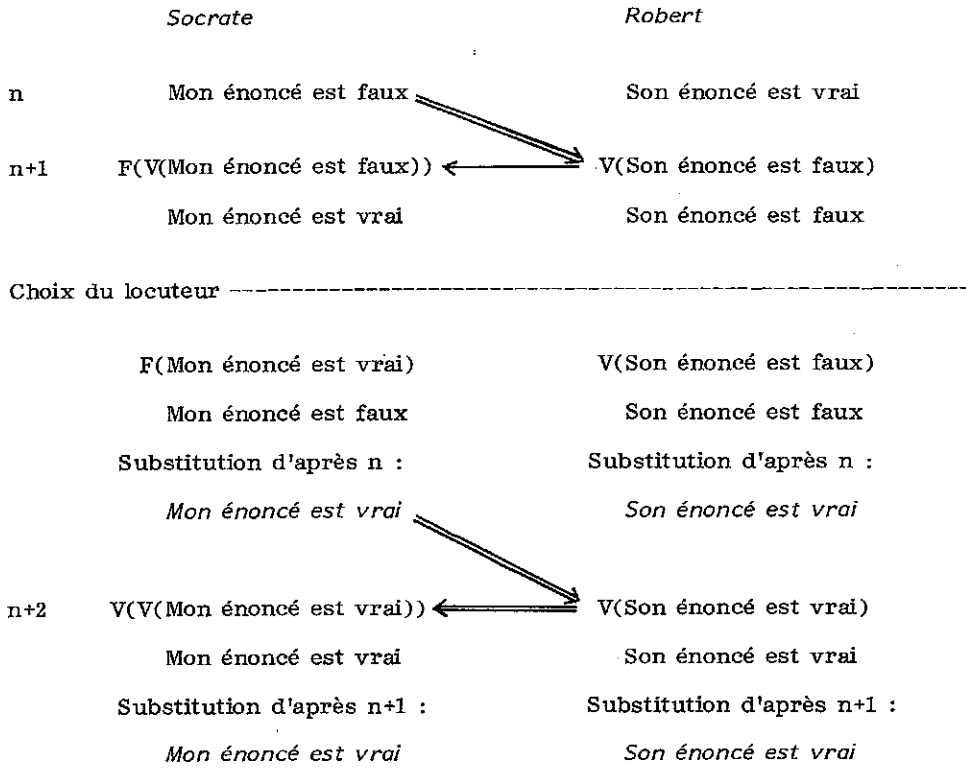 Socrate Robert
n Mon énoncé est faux Son énoncé est vrai
n+1 F(V(Mon énoncé est faux)) V(Son énoncé est faux)
Mon énoncé est vrai Son énoncé est faux
Choix du locuteur
F(Mon énoncé est vrai) V(Son énoncé est faux)
Mon énoncé est faux Son énoncé est faux
Substitution d'après n : Substitution d'après n :
Mon énoncé est vrai Son énoncé est vrai
n+2 V(V(Mon énoncé est vrai)) V(Son énoncé est vrai)
Mon énoncé est vrai Son énoncé est vrai
Substitution d'après n+1 : Substitution d'après n+1 :
Mon énoncé est vrai Son énoncé est vrai